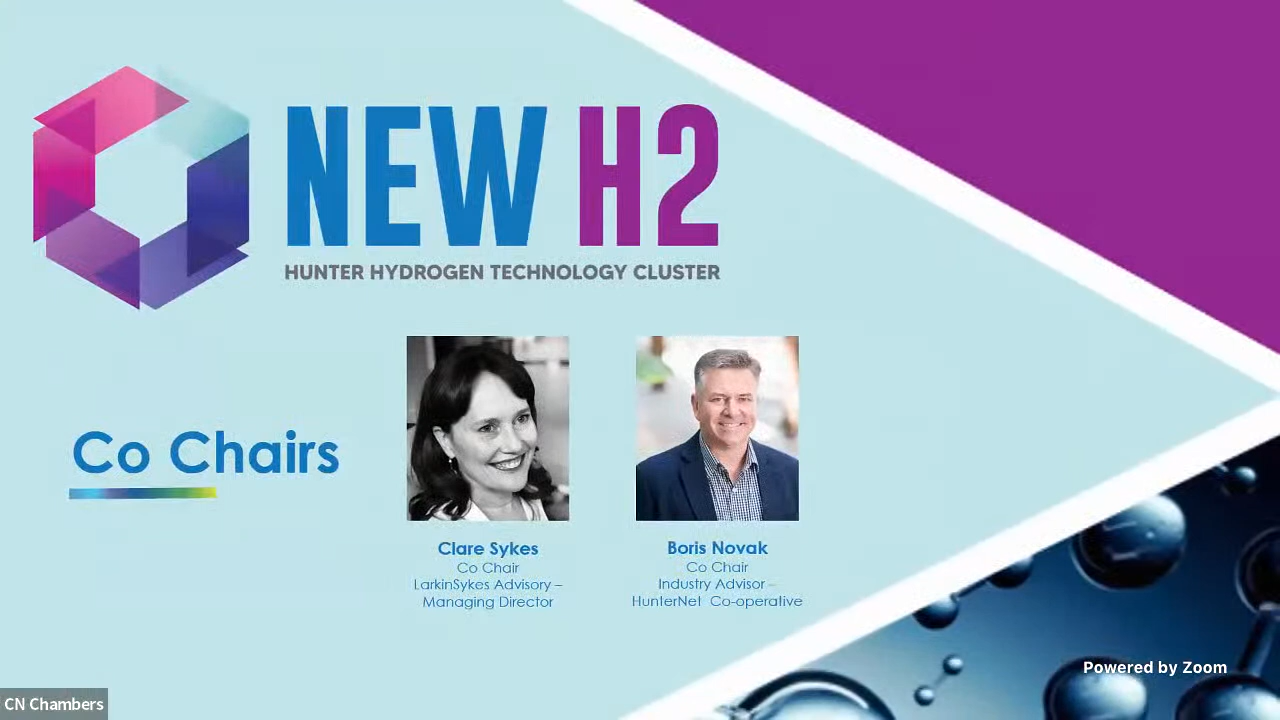 NEW H2
HUNTER HYDROGEN TECHNOLOGY CLUSTER
Co Chairs
Clare Sykes
Co Chair
LarkinSykes Advisory –
Managing Director
Boris Novak
Co Chair
Industry Advisor –
HunterNet Co-operative
Powered by Zoom
CN Chambers